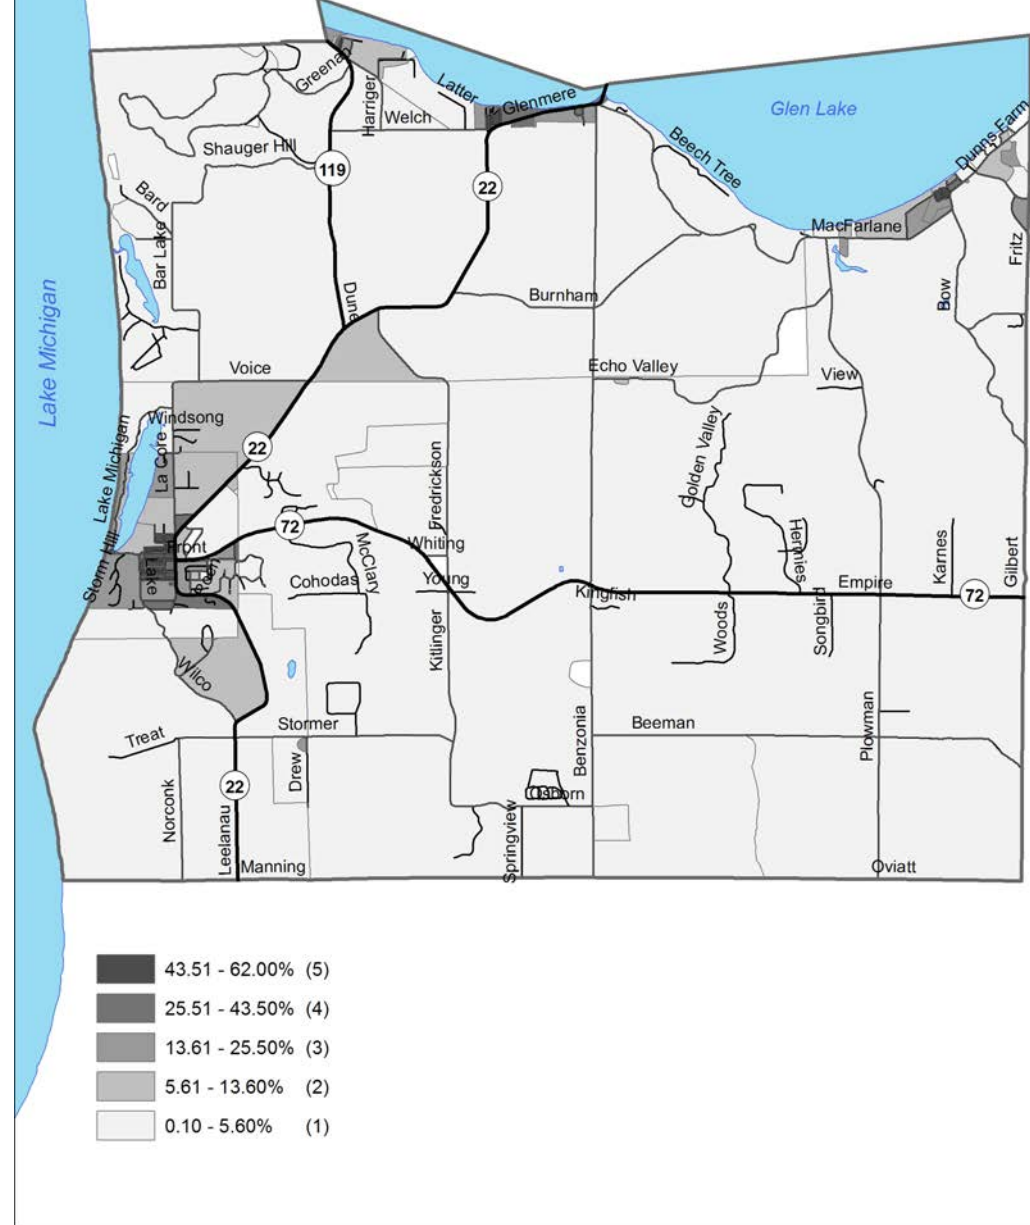 Greenan
Harriger
Latter
Glenmere
Glen Lake
Dunns Farm
Welch
Shauger Hill
119
22
Beech Tree
Bard
MacFarlane
Bar Lake
Fritz
Dune
Burnham
Bow
Lake Michigan
Voice
Echo Valley
View
Windsong
Lake Michigan
La Core
22
Golden Valley
Fredrickson
72
Storm Hill
Front
Whiting
McClary
Hermies
Karnes
Gilbert
Lake
Cohodas
Young
Kingfish
Empire
72
Kitlinger
Woods
Songbird
Wilco
Treat
Stormer
Beeman
Benzonia
Plowman
Drew
22
Osborn
Norconk
Leelanau
Springview
Manning
Oviatt
43.51 - 62.00% (5)
25.51 - 43.50% (4)
13.61 - 25.50% (3)
5.61 - 13.60% (2)
0.10 - 5.60% (1)